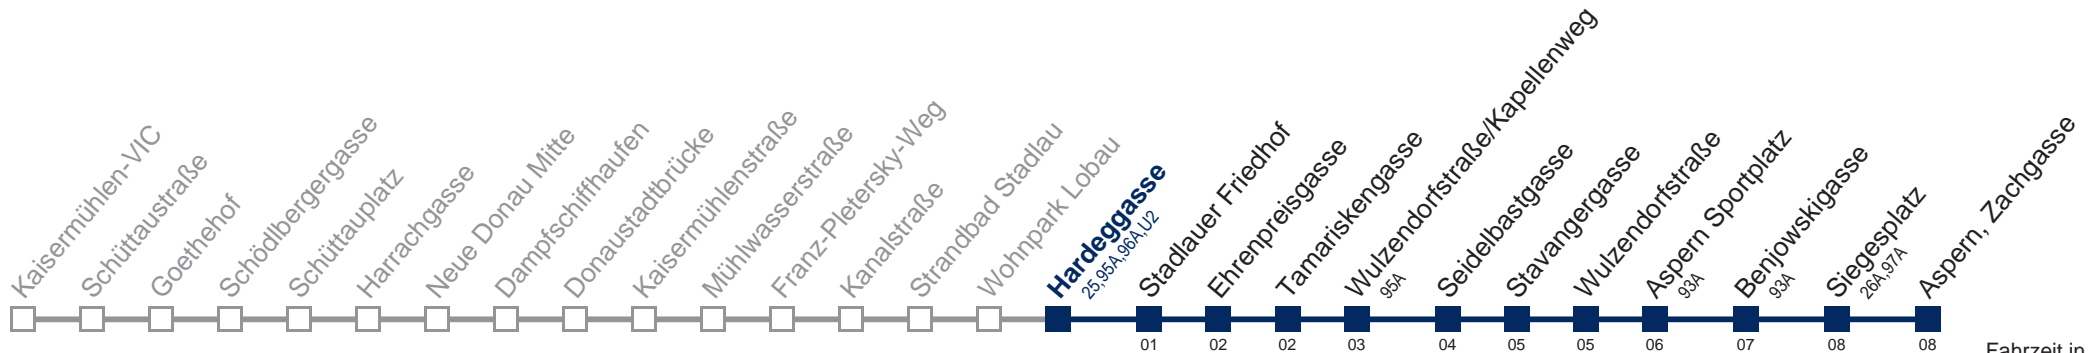 Kaisermühlen-VIC
Schüttaustraße
Goethehof
Schödlbergergasse
Schüttauplatz
Harrachgasse
Neue Donau Mitte
Dampfschiffhaufen
Donaustadtbrücke
Kaisermühlenstraße
Mühlwasserstraße
Franz-Pletersky-Weg
Kanalstraße
Strandbad Stadlau
Wohnpark Lobau
Hardeggasse
25,95A,96A,U2
Stadlauer Friedhof
Ehrenpreisgasse
Tamariskengasse
Wulzendorfstraße/Kapellenweg
95A
Seidelbastgasse
Stavangergasse
Wulzendorfstraße
Aspern Sportplatz
93A
Benjowskigasse
93A
Siegesplatz
26A,97A
Aspern, Zachgasse
01 02 02 03 04 05 05 06 07 08 08
Fahrzeit in